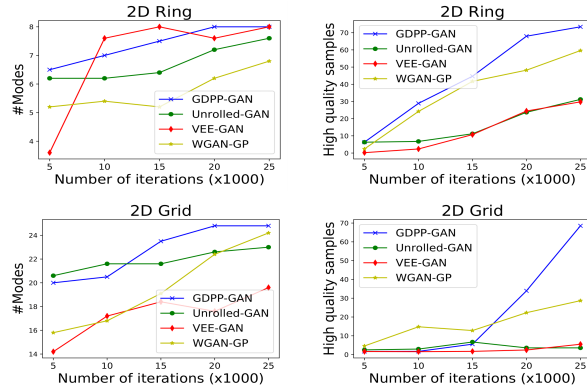 2D Ring
#Modes
8
7
6
5
4
GDPP-GAN
Unrolled-GAN
VEE-GAN
WGAN-GP
5 10 15 20 25
Number of iterations (x1000)
2D Ring
High quality samples
70
60
50
40
30
20
10
0
GDPP-GAN
Unrolled-GAN
VEE-GAN
WGAN-GP
5 10 15 20 25
Number of iterations (x1000)
2D Grid
#Modes
24
22
20
18
16
14
GDPP-GAN
Unrolled-GAN
VEE-GAN
WGAN-GP
5 10 15 20 25
Number of iterations (x1000)
2D Grid
High quality samples
70
60
50
40
30
20
10
0
GDPP-GAN
Unrolled-GAN
VEE-GAN
WGAN-GP
5 10 15 20 25
Number of iterations (x1000)